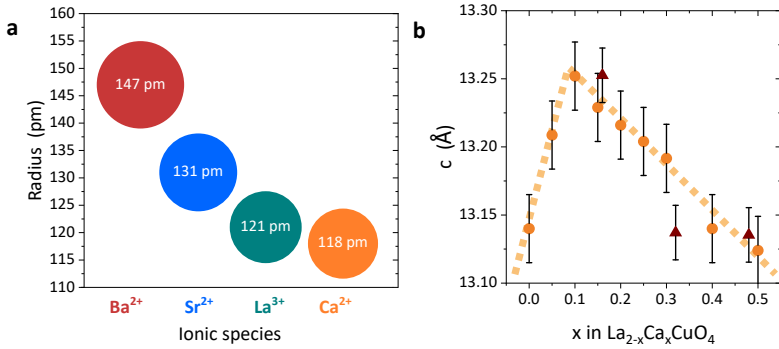 a
160
155
150
145
140
135
130
125
120
115
110
Radius (pm)
147 pm
131 pm
121 pm
118 pm
Ba²⁺
Sr²⁺
La³⁺
Ca²⁺
Ionic species
b
13.30
13.25
13.20
13.15
13.10
c (Å)
0.0
0.1
0.2
0.3
0.4
0.5
x in La₂₋ₓCaₓCuO₄